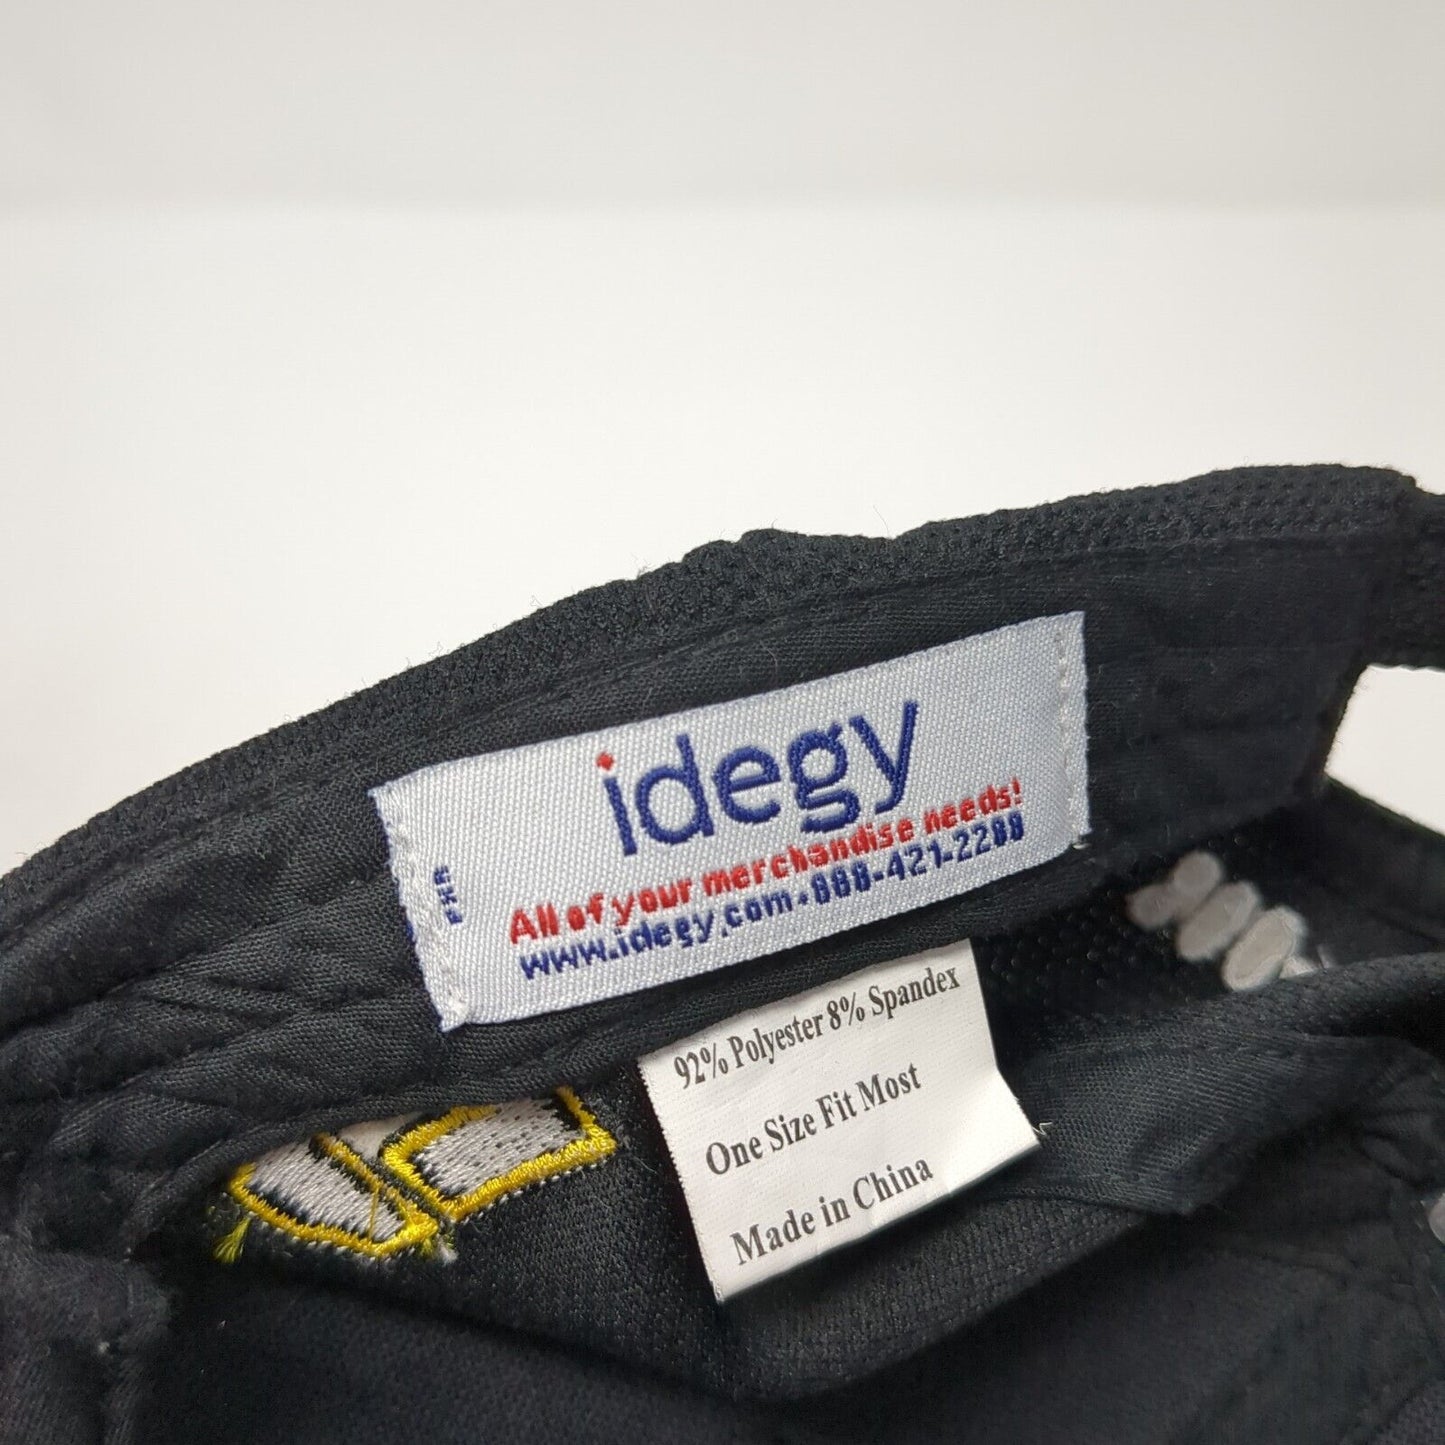 idegy
All of your merchandise needs!
www.idegy.com • 888-421-2288
92% Polyester 8% Spandex
One Size Fit Most
Made in China